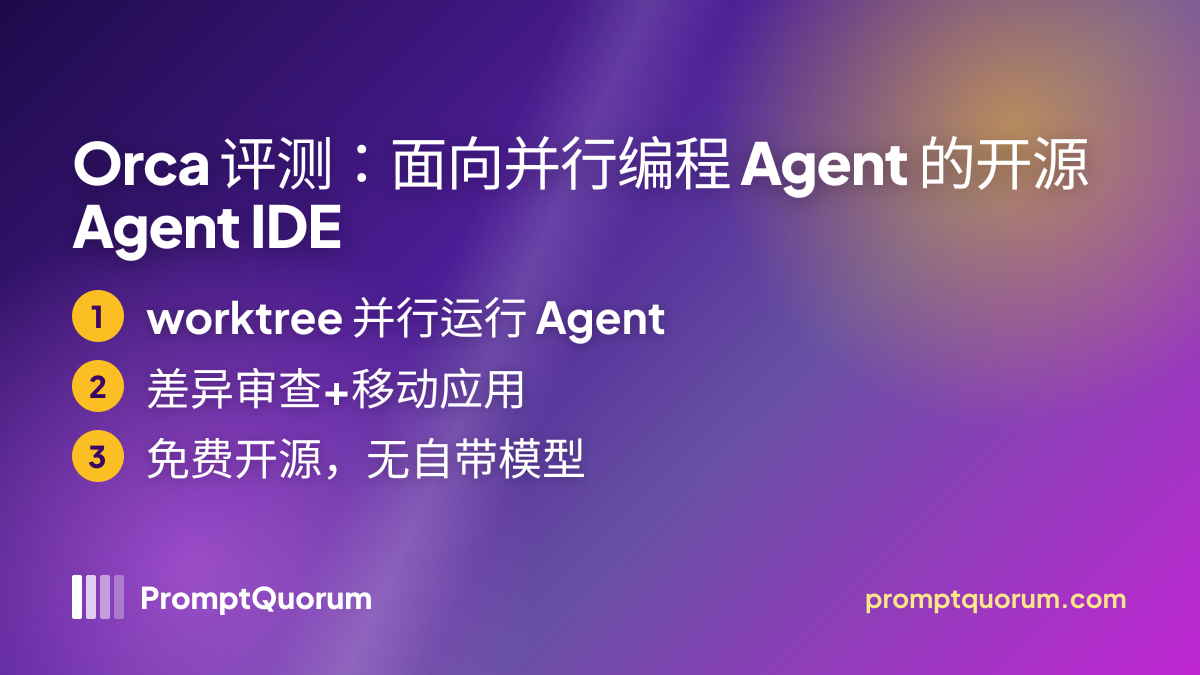 Orca 评测：面向并行编程 Agent 的开源
Agent IDE
1 worktree 并行运行 Agent
2 差异审查+移动应用
3 免费开源，无自带模型
PromptQuorum
promptquorum.com